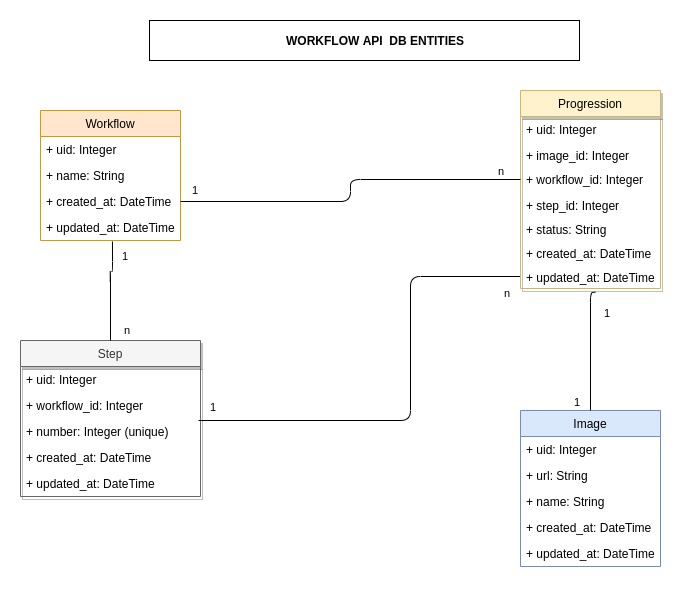 WORKFLOW API  DB ENTITIES
Workflow
+ uid: Integer
+ name: String
+ created_at: DateTime
+ updated_at: DateTime
1
n
Progression
+ uid: Integer
+ image_id: Integer
+ workflow_id: Integer
+ step_id: Integer
+ status: String
+ created_at: DateTime
+ updated_at: DateTime
1
n
n
1
Step
+ uid: Integer
+ workflow_id: Integer
+ number: Integer (unique)
+ created_at: DateTime
+ updated_at: DateTime
1
1
Image
+ uid: Integer
+ url: String
+ name: String
+ created_at: DateTime
+ updated_at: DateTime